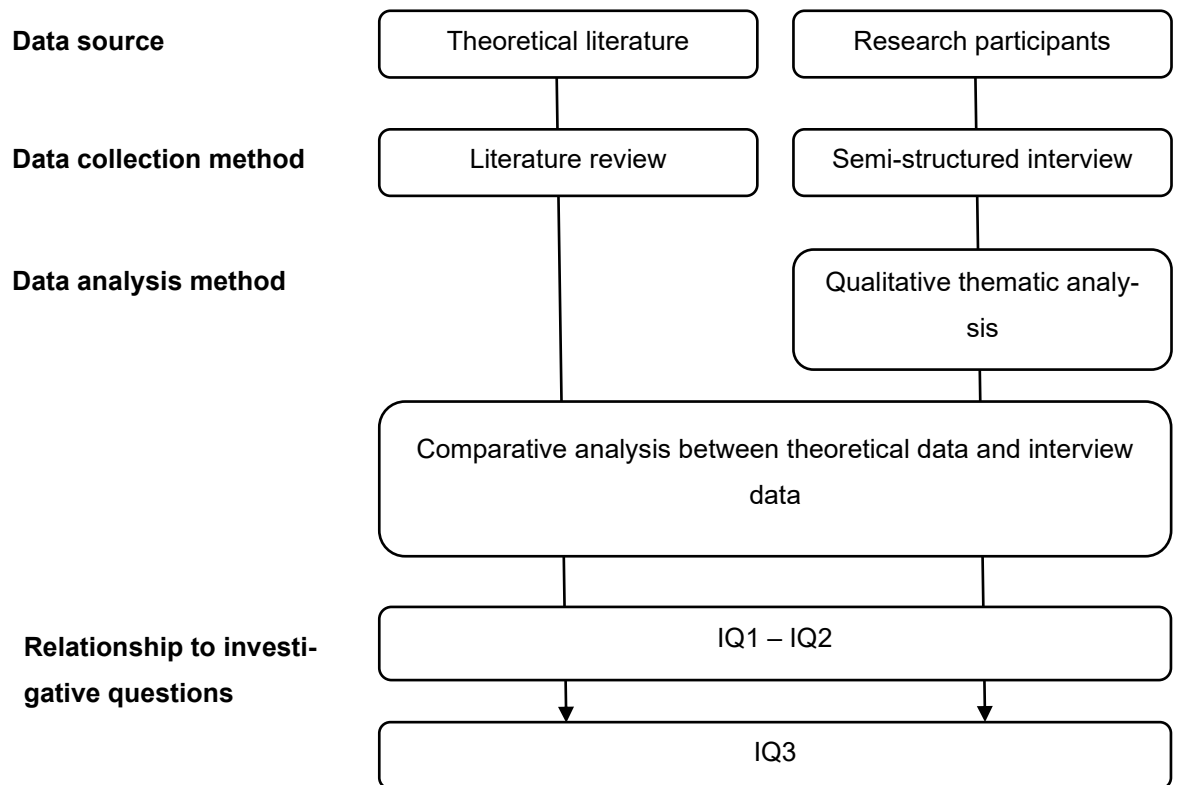 Data source
Theoretical literature
Research participants
Data collection method
Literature review
Semi-structured interview
Data analysis method
Qualitative thematic analy-
sis
Comparative analysis between theoretical data and interview
data
Relationship to investi-
gative questions
IQ1 – IQ2
IQ3